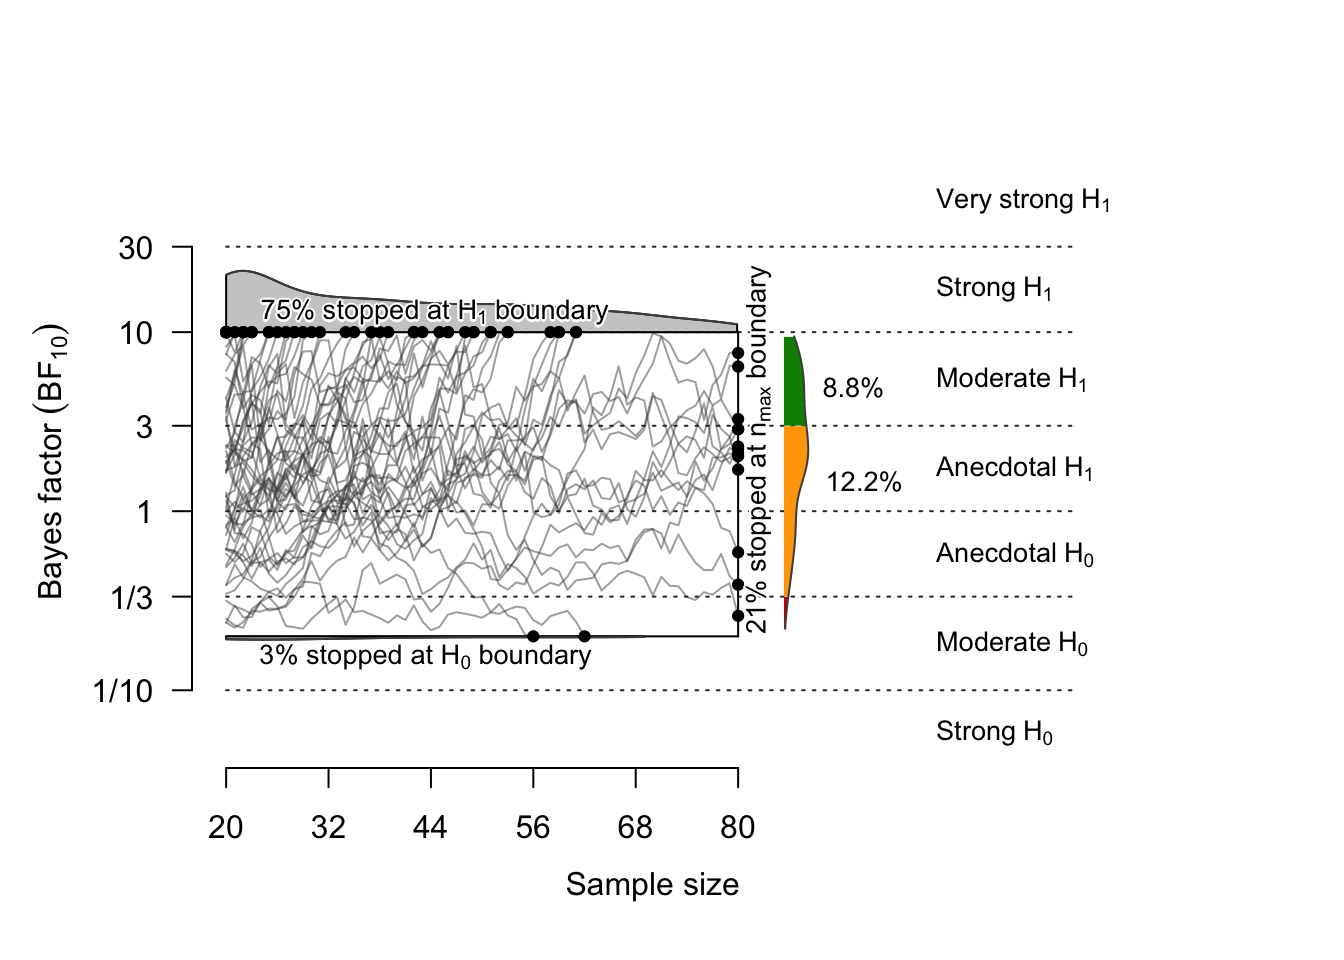 Very strong H1
30
Strong H1
75% stopped at H1 boundary
10
Moderate H1
8.8%
3
Anecdotal H1
12.2%
1
Anecdotal H0
1/3
Moderate H0
3% stopped at H0 boundary
1/10
Strong H0
21% stopped at nmax boundary
Bayes factor (BF10)
20 32 44 56 68 80
Sample size